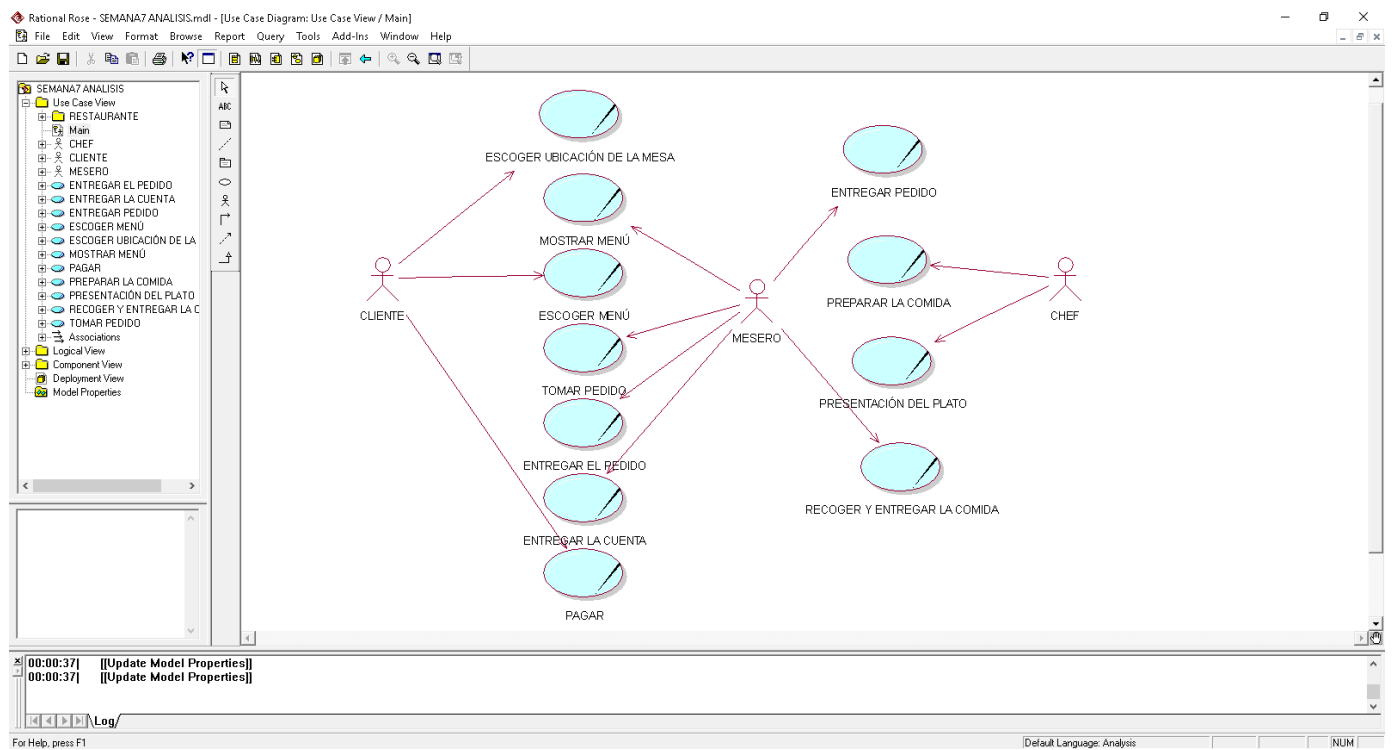 Rational Rose - SEMANA7 ANALISIS.mdl - [Use Case Diagram: Use Case View / Main]
File Edit View Format Browse Report Query Tools Add-Ins Window Help
SEMANA7 ANALISIS
Use Case View
RESTAURANTE
Main
CHEF
CLIENTE
MESERO
ENTREGAR EL PEDIDO
ENTREGAR LA CUENTA
ENTREGAR PEDIDO
ESCOGER MENÚ
ESCOGER UBICACIÓN DE LA
MOSTRAR MENÚ
PAGAR
PREPARAR LA COMIDA
PRESENTACIÓN DEL PLATO
RECOGER Y ENTREGAR LA C
TOMAR PEDIDO
Associations
Logical View
Component View
Deployment View
Model Properties
ABC
ESCOGER UBICACIÓN DE LA MESA
MOSTRAR MENÚ
ESCOGER MENÚ
TOMAR PEDIDO
ENTREGAR EL PEDIDO
ENTREGAR LA CUENTA
PAGAR
CLIENTE
MESERO
CHEF
ENTREGAR PEDIDO
PREPARAR LA COMIDA
PRESENTACIÓN DEL PLATO
RECOGER Y ENTREGAR LA COMIDA
00:00:37| [[Update Model Properties]]
00:00:37| [[Update Model Properties]]
Log
For Help, press F1
Default Language: Analysis
NUM